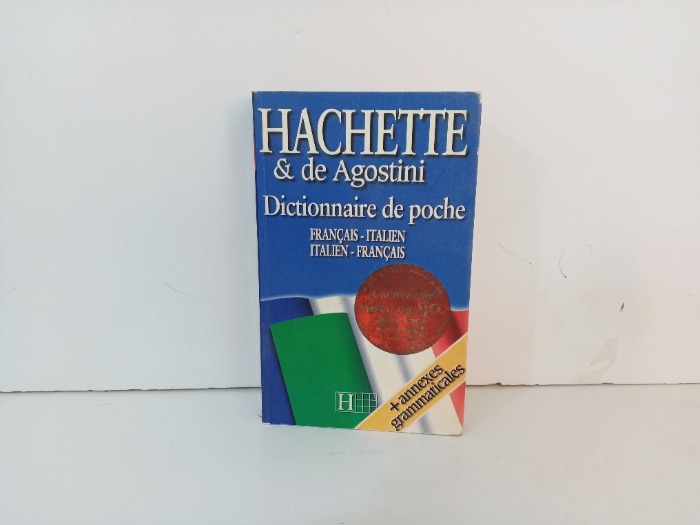 HACHETTE
& de Agostini
Dictionnaire de poche
FRANÇAIS - ITALIEN
ITALIEN - FRANÇAIS
H
+ annexes
grammaticales